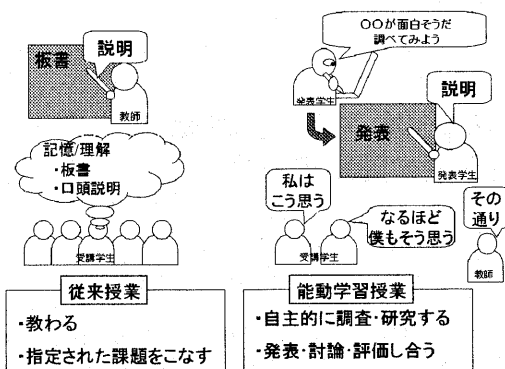 説明
板書
教師
記憶/理解
・板書
・口頭説明
受講学生
従来授業
・教わる
・指定された課題をこなす
〇〇が面白そうだ
調べてみよう
発表学生
説明
発表
発表学生
私は
こう思う
なるほど
僕もそう思う
その
通り
受講学生
教師
能動学習授業
・自主的に調査・研究する
・発表・討論・評価し合う